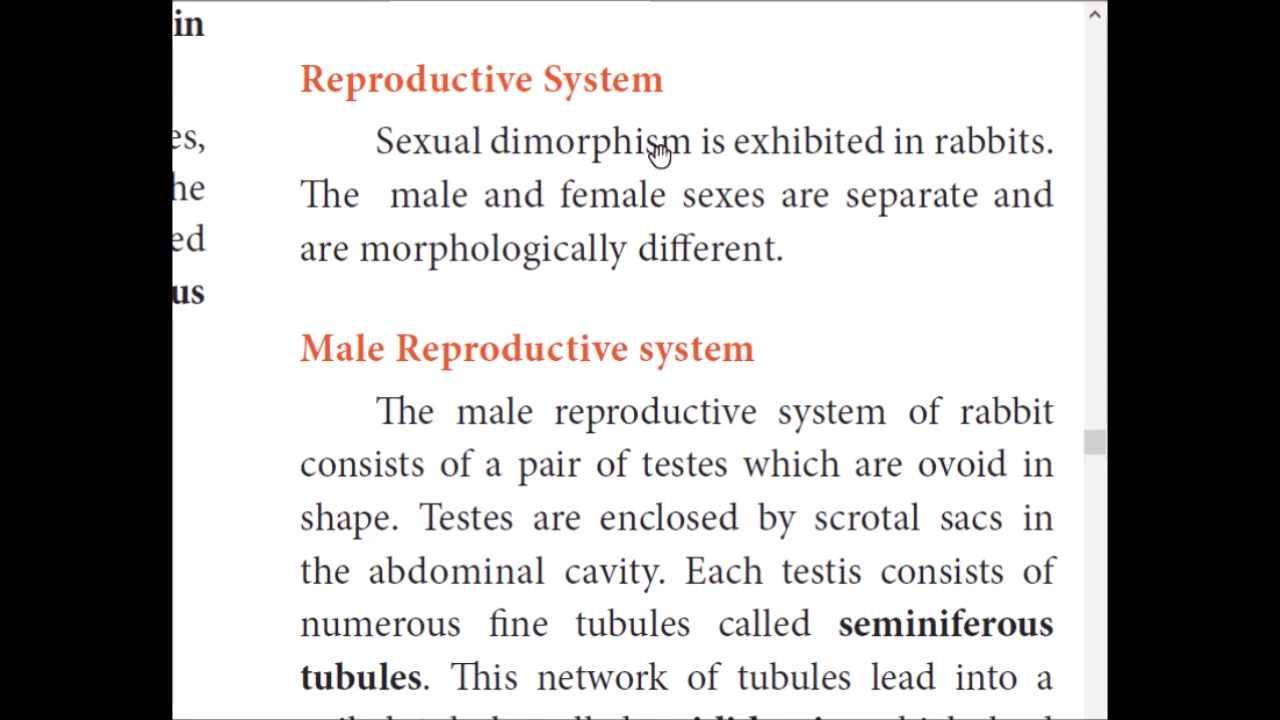 in
es,
he
ed
us
Reproductive System
Sexual dimorphism is exhibited in rabbits.
The male and female sexes are separate and
are morphologically different.
Male Reproductive system
The male reproductive system of rabbit
consists of a pair of testes which are ovoid in
shape. Testes are enclosed by scrotal sacs in
the abdominal cavity. Each testis consists of
numerous fine tubules called seminiferous
tubules. This network of tubules lead into a